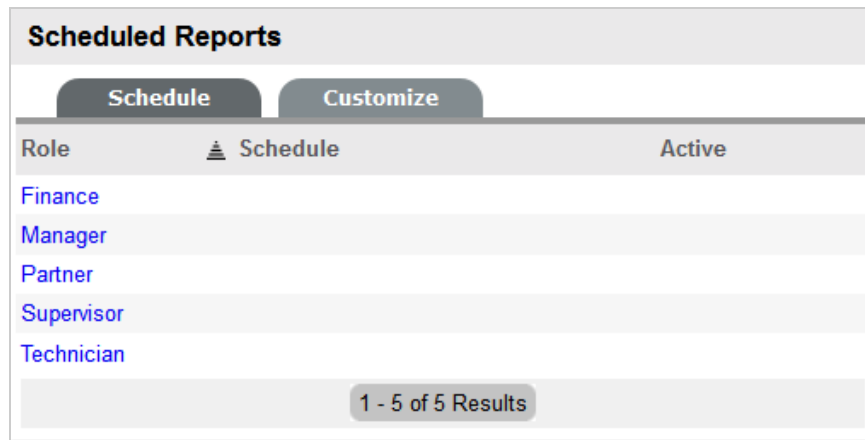 Scheduled Reports
Schedule Customize
Role Schedule Active
Finance
Manager
Partner
Supervisor
Technician
1 - 5 of 5 Results